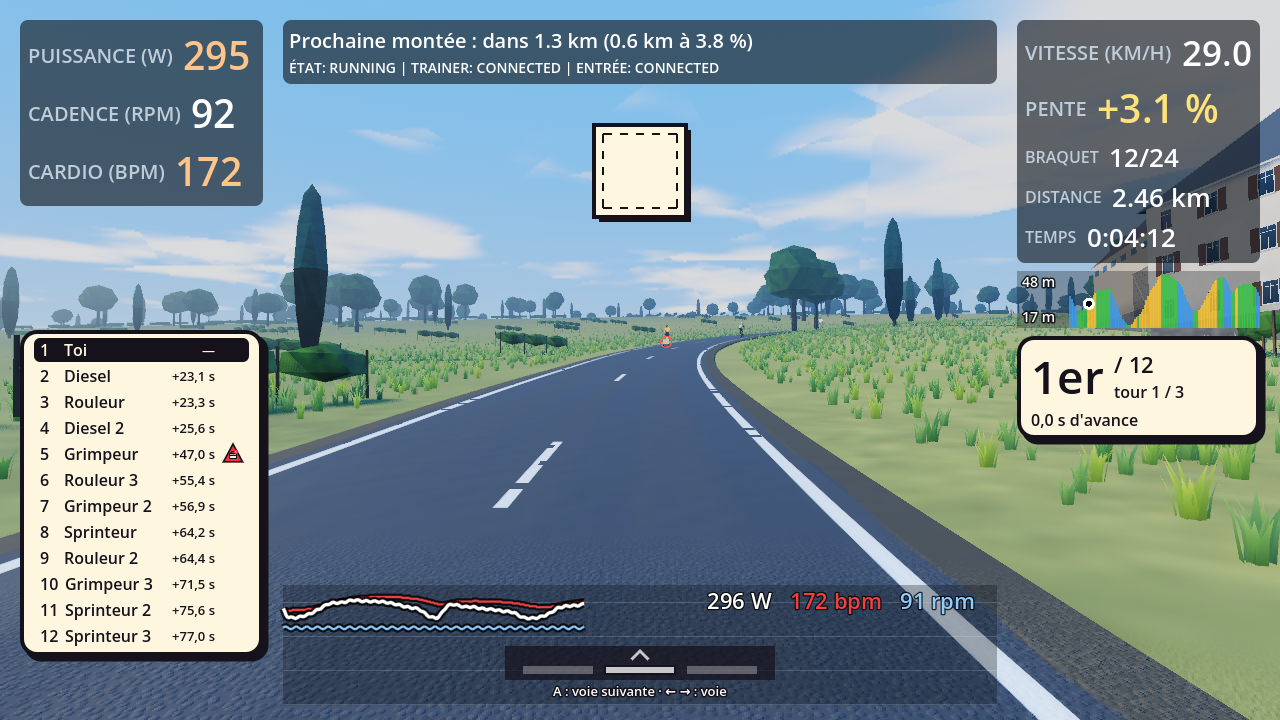 PUISSANCE (W) 295
CADENCE (RPM) 92
CARDIO (BPM) 172
Prochaine montée : dans 1.3 km (0.6 km à 3.8 %)
ÉTAT: RUNNING | TRAINER: CONNECTED | ENTRÉE: CONNECTED
VITESSE (KM/H) 29.0
PENTE +3.1 %
BRAQUET 12/24
DISTANCE 2.46 km
TEMPS 0:04:12
48 m
17 m
1er / 12
tour 1 / 3
0,0 s d'avance
1 Toi —
2 Diesel +23,1 s
3 Rouleur +23,3 s
4 Diesel 2 +25,6 s
5 Grimpeur +47,0 s
6 Rouleur 3 +55,4 s
7 Grimpeur 2 +56,9 s
8 Sprinteur +64,2 s
9 Rouleur 2 +64,4 s
10 Grimpeur 3 +71,5 s
11 Sprinteur 2 +75,6 s
12 Sprinteur 3 +77,0 s
296 W 172 bpm 91 rpm
A : voie suivante · ← → : voie